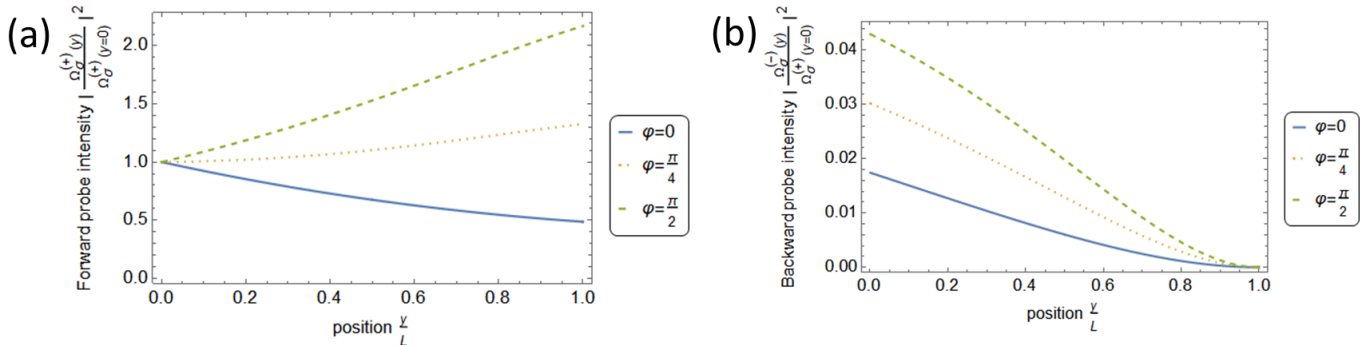 (a)
Forward probe intensity | Ω_σ^(+)(y) / Ω_σ^(+)(y=0) |^2
2.0
1.5
1.0
0.5
0.0
0.0 0.2 0.4 0.6 0.8 1.0
position y/L
φ=0
φ=π/4
φ=π/2
(b)
Backward probe intensity | Ω_σ^(-)(y) / Ω_σ^(+)(y=0) |^2
0.04
0.03
0.02
0.01
0.00
0.0 0.2 0.4 0.6 0.8 1.0
position y/L
φ=0
φ=π/4
φ=π/2